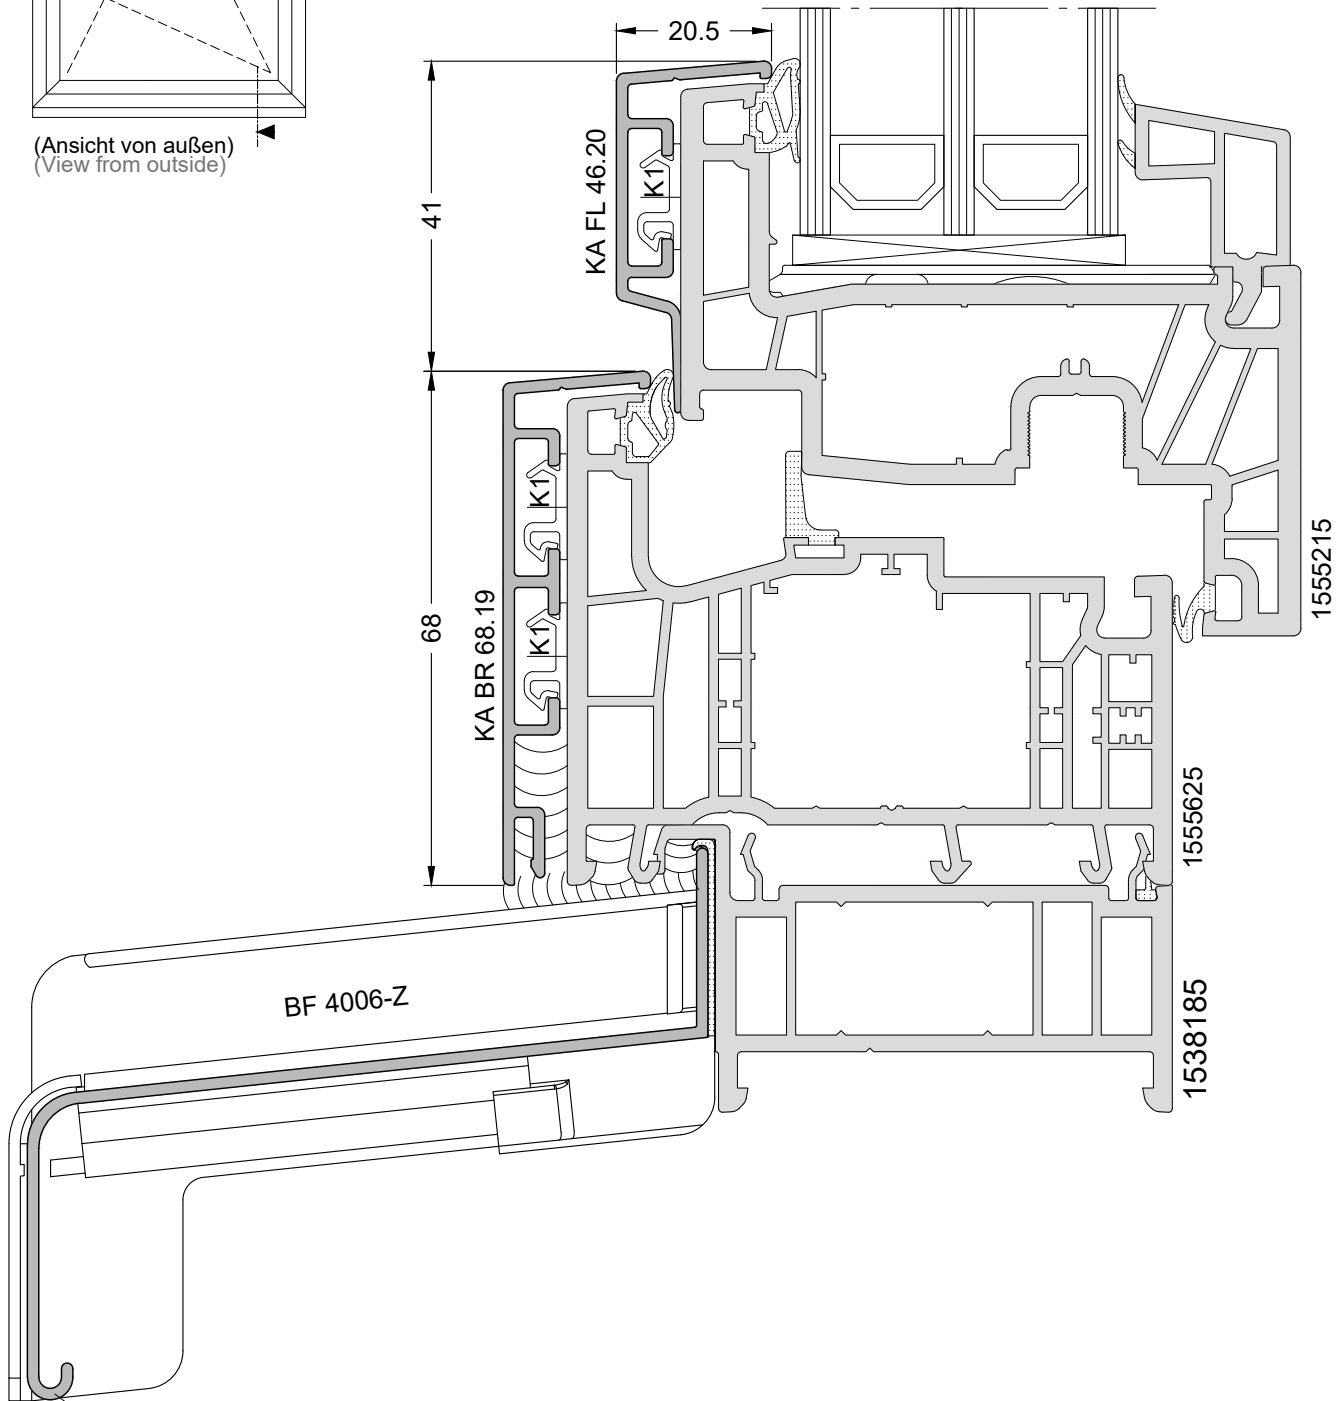 20.5
(Ansicht von außen)
(View from outside)
41
KA FL 46.20
K1
K1
68
KA BR 68.19
K1
1555215
1555625
BF 4006-Z
1538185